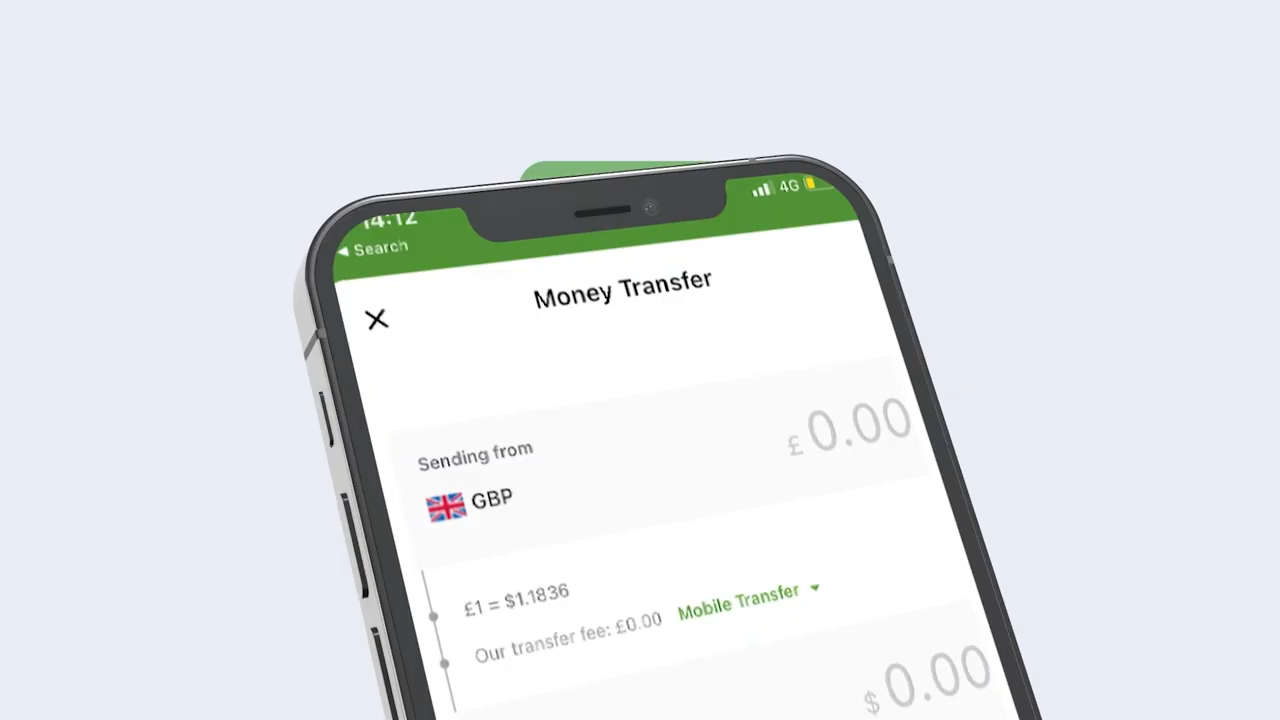 14:12
4G
Search
Money Transfer
Sending from
£ 0.00
GBP
£1 = $1.1836
Our transfer fee: £0.00 Mobile Transfer
$ 0.00